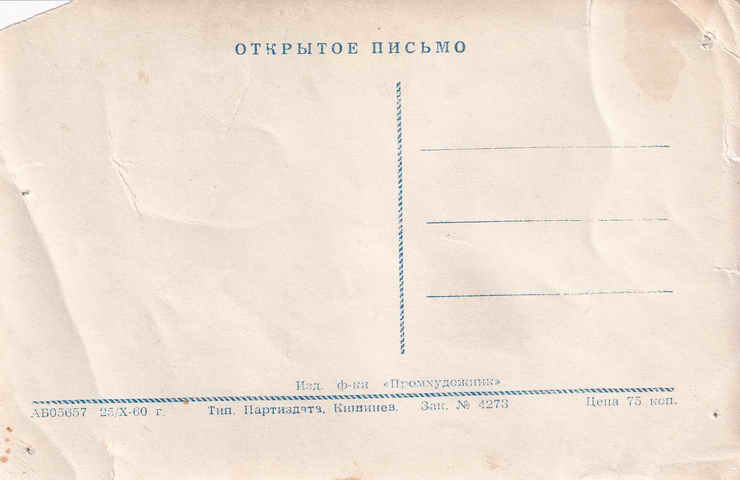 ОТКРЫТОЕ ПИСЬМО
Изд. ф-ки «Промхудожник»
АБ05657 25/X-60 г. Тип. Партиздата, Кишинев. Зак. № 4273 Цена 75 коп.